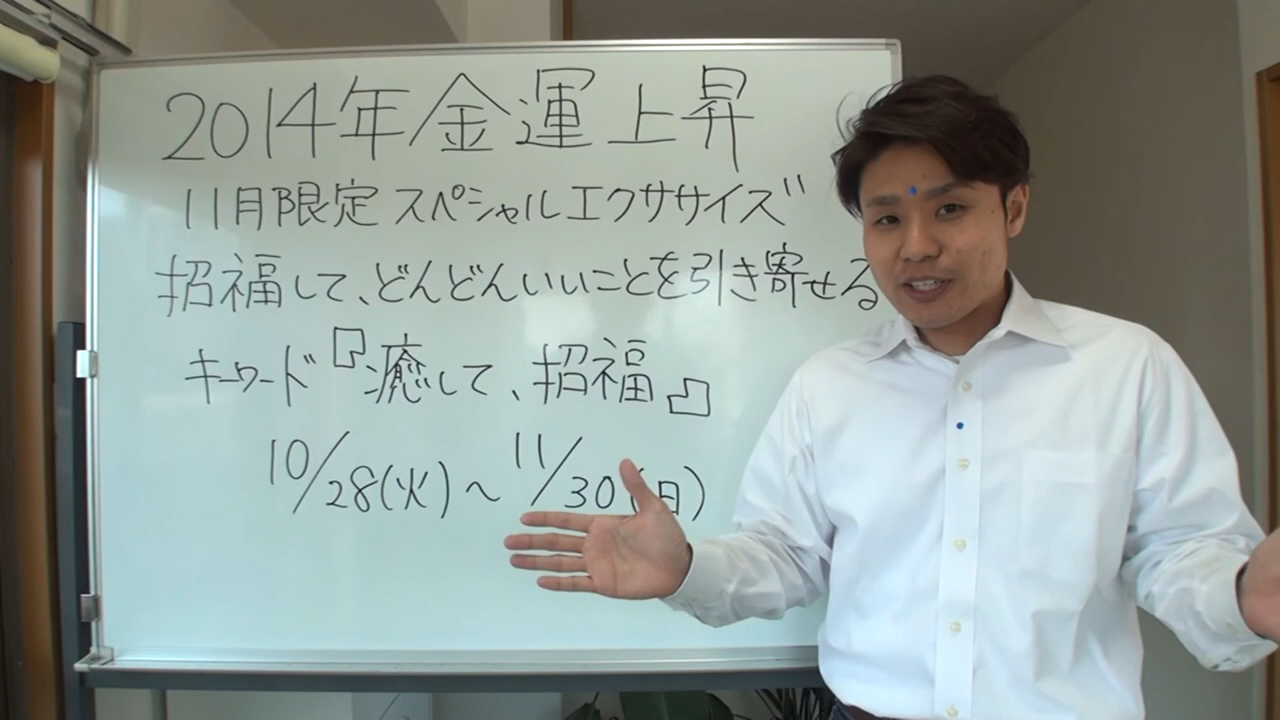 2014年金運上昇
11月限定スペシャルエクササイズ"
招福して、どんどんいいことを引き寄せる
キーワード『癒して、招福』
10/28(火)～11/30(日)